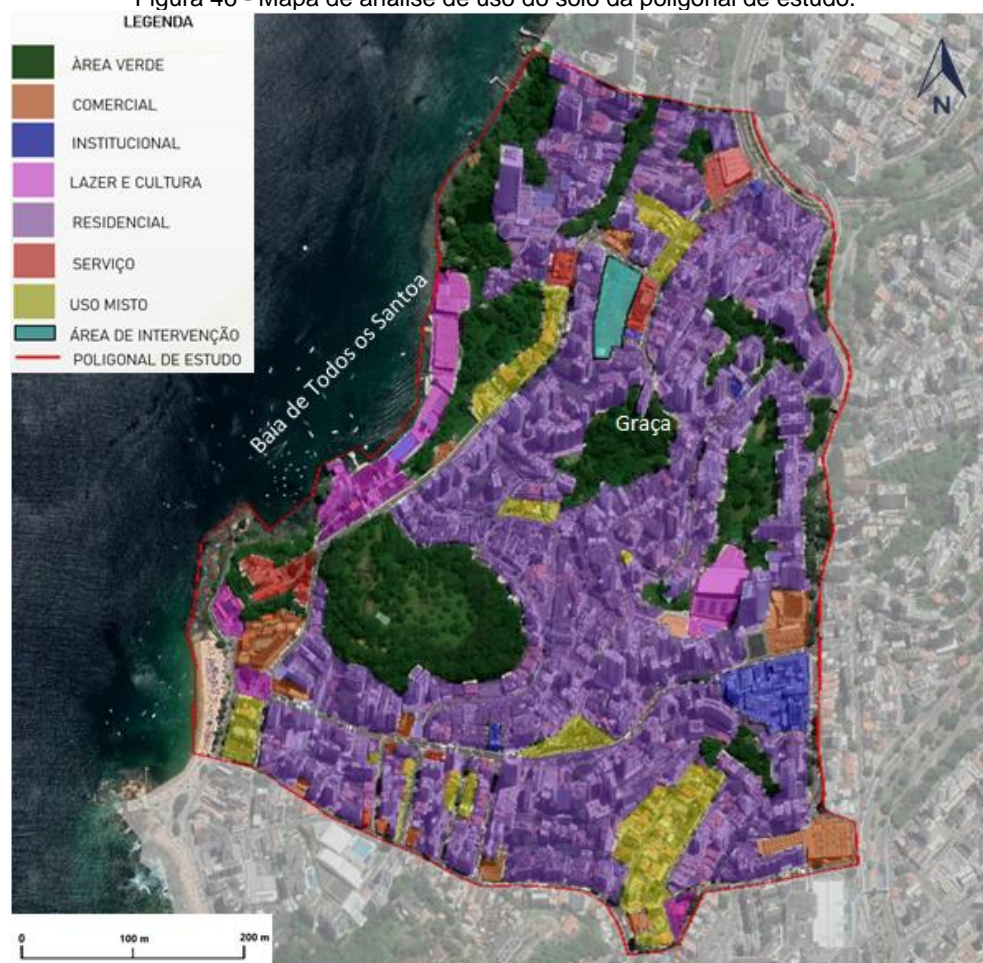 Figura 46 - Mapa de análise de uso do solo da poligonal de estudo.
LEGENDA
ÀREA VERDE
COMERCIAL
INSTITUCIONAL
LAZER E CULTURA
RESIDENCIAL
SERVIÇO
USO MISTO
ÁREA DE INTERVENÇÃO
POLIGONAL DE ESTUDO
N
Baía de Todos os Santoa
Graça
0 100 m 200 m